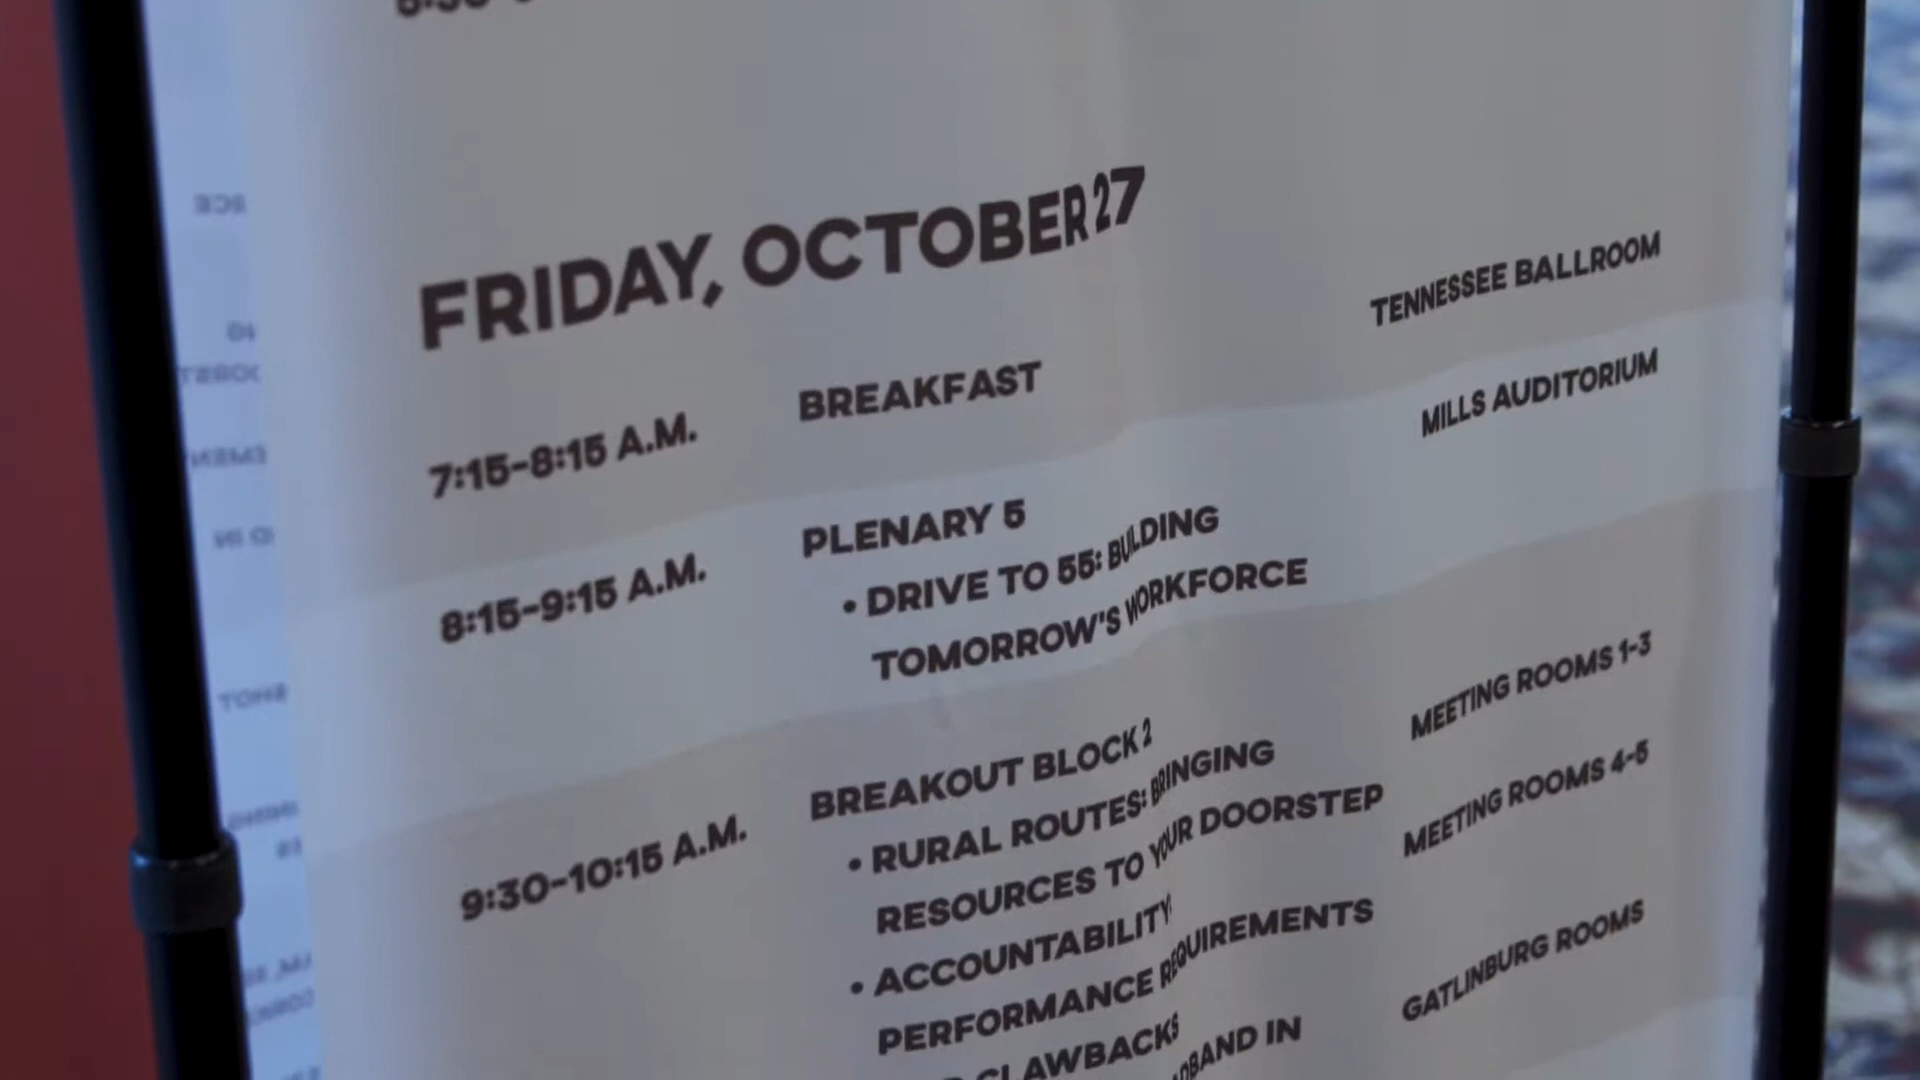 FRIDAY, OCTOBER 27
7:15-8:15 A.M. BREAKFAST TENNESSEE BALLROOM
8:15-9:15 A.M. PLENARY 5 MILLS AUDITORIUM
• DRIVE TO 55: BUILDING
TOMORROW'S WORKFORCE
9:30-10:15 A.M. BREAKOUT BLOCK 2
• RURAL ROUTES: BRINGING MEETING ROOMS 1-3
RESOURCES TO YOUR DOORSTEP
• ACCOUNTABILITY: MEETING ROOMS 4-5
PERFORMANCE REQUIREMENTS
CLAWBACKS
IN GATLINBURG ROOMS